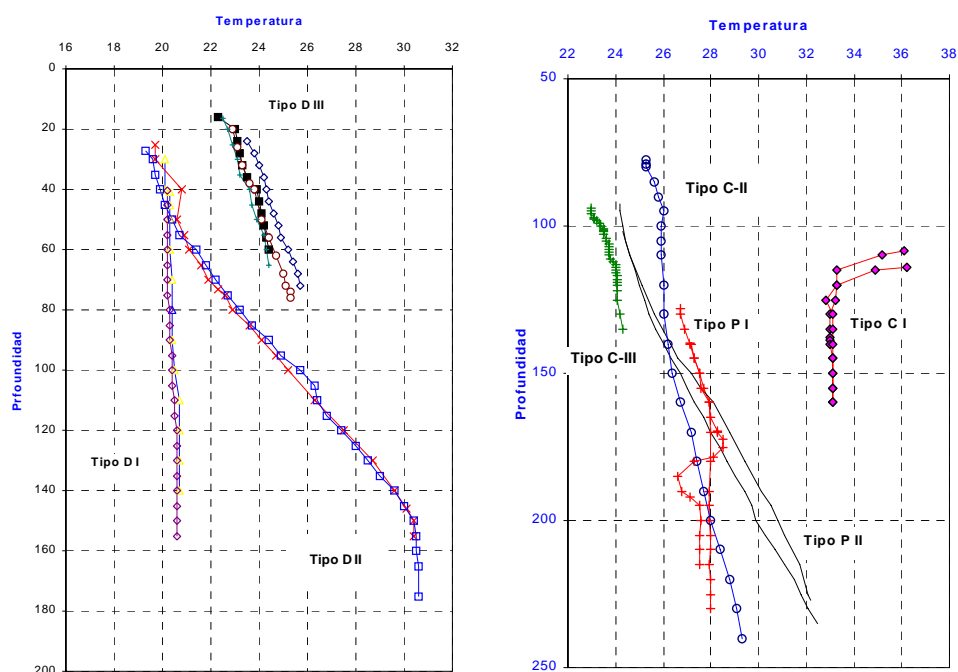 Temperatura
16 18 20 22 24 26 28 30 32
0
20
40
60
80
100
120
140
160
180
200
Prfoundidad
Tipo D III
Tipo D I
Tipo D II
Temperatura
22 24 26 28 30 32 34 36 38
50
100
150
200
250
Profundidad
Tipo C-II
Tipo P I
Tipo C I
Tipo C-III
Tipo P II